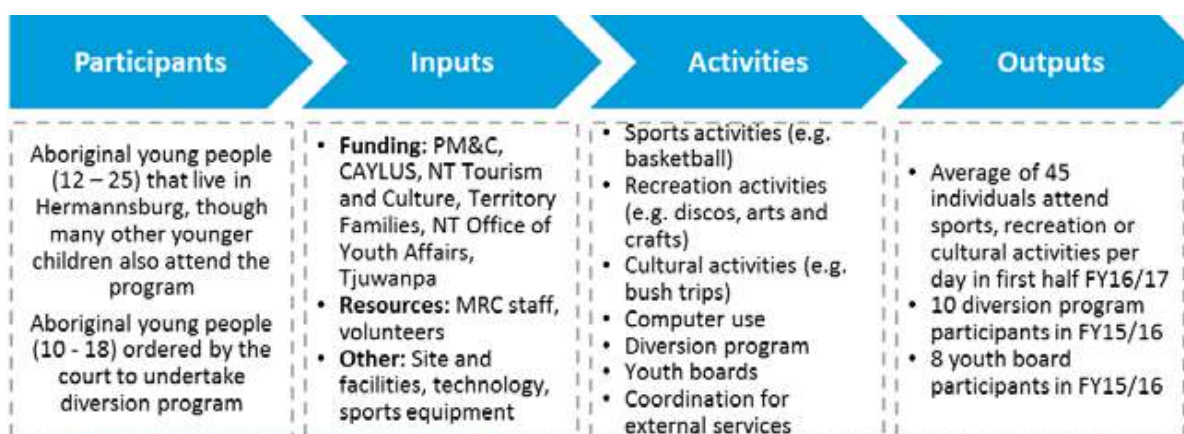 Participants
Inputs
Activities
Outputs
Aboriginal young people
(12 – 25) that live in
Hermannsburg, though
many other younger
children also attend the
program
Aboriginal young people
(10 - 18) ordered by the
court to undertake
diversion program
• Funding: PM&C,
CAYLUS, NT Tourism
and Culture, Territory
Families, NT Office of
Youth Affairs,
Tjuwanpa
• Resources: MRC staff,
volunteers
• Other: Site and
facilities, technology,
sports equipment
• Sports activities (e.g.
basketball)
• Recreation activities
(e.g. discos, arts and
crafts)
• Cultural activities (e.g.
bush trips)
• Computer use
• Diversion program
• Youth boards
• Coordination for
external services
• Average of 45
individuals attend
sports, recreation or
cultural activities per
day in first half FY16/17
• 10 diversion program
participants in FY15/16
• 8 youth board
participants in FY15/16